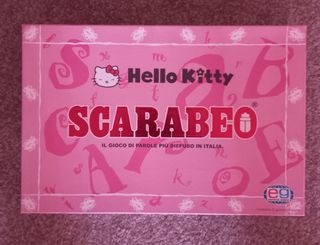 Hello Kitty
SCARABEO®
IL GIOCO DI PAROLE PIÙ DIFFUSO IN ITALIA.
eg